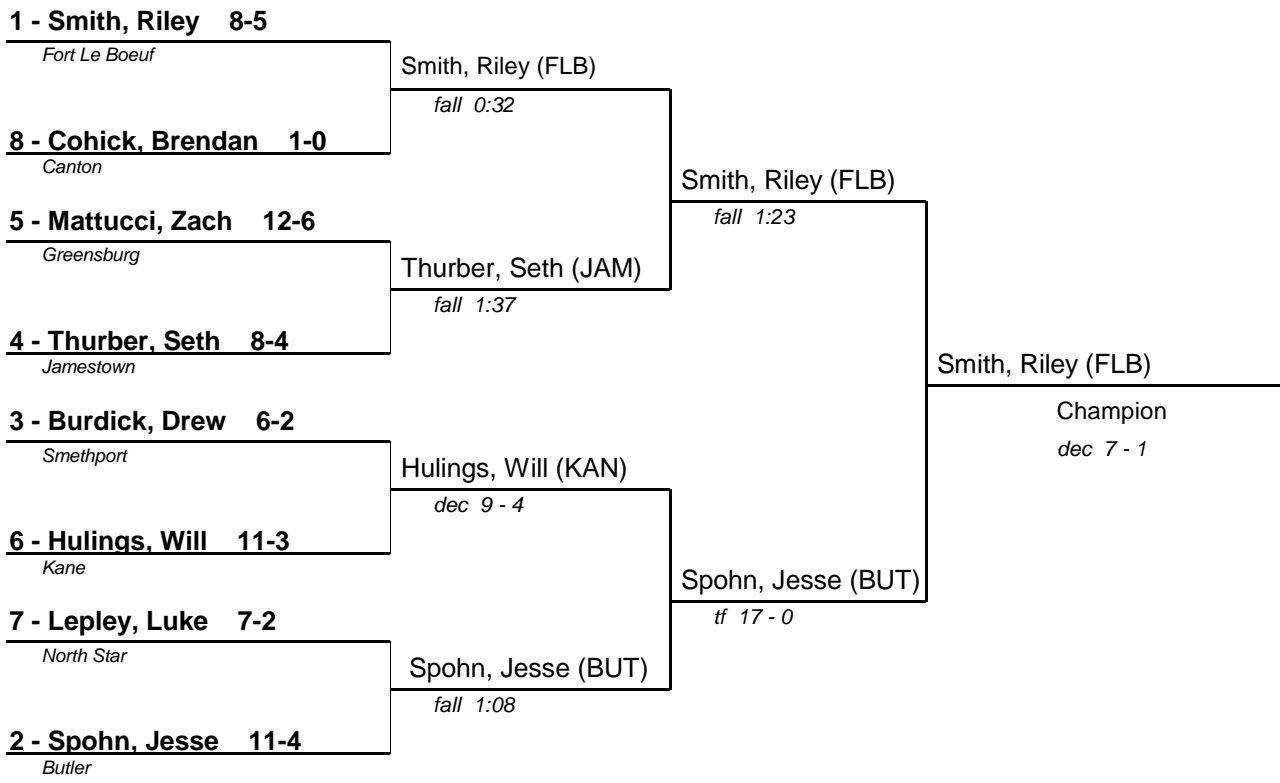 1 - Smith, Riley 8-5
Fort Le Boeuf
Smith, Riley (FLB)
fall 0:32
8 - Cohick, Brendan 1-0
Canton
Smith, Riley (FLB)
fall 1:23
5 - Mattucci, Zach 12-6
Greensburg
Thurber, Seth (JAM)
fall 1:37
4 - Thurber, Seth 8-4
Jamestown
Smith, Riley (FLB)
Champion
dec 7 - 1
3 - Burdick, Drew 6-2
Smethport
Hulings, Will (KAN)
dec 9 - 4
6 - Hulings, Will 11-3
Kane
Spohn, Jesse (BUT)
tf 17 - 0
7 - Lepley, Luke 7-2
North Star
Spohn, Jesse (BUT)
fall 1:08
2 - Spohn, Jesse 11-4
Butler